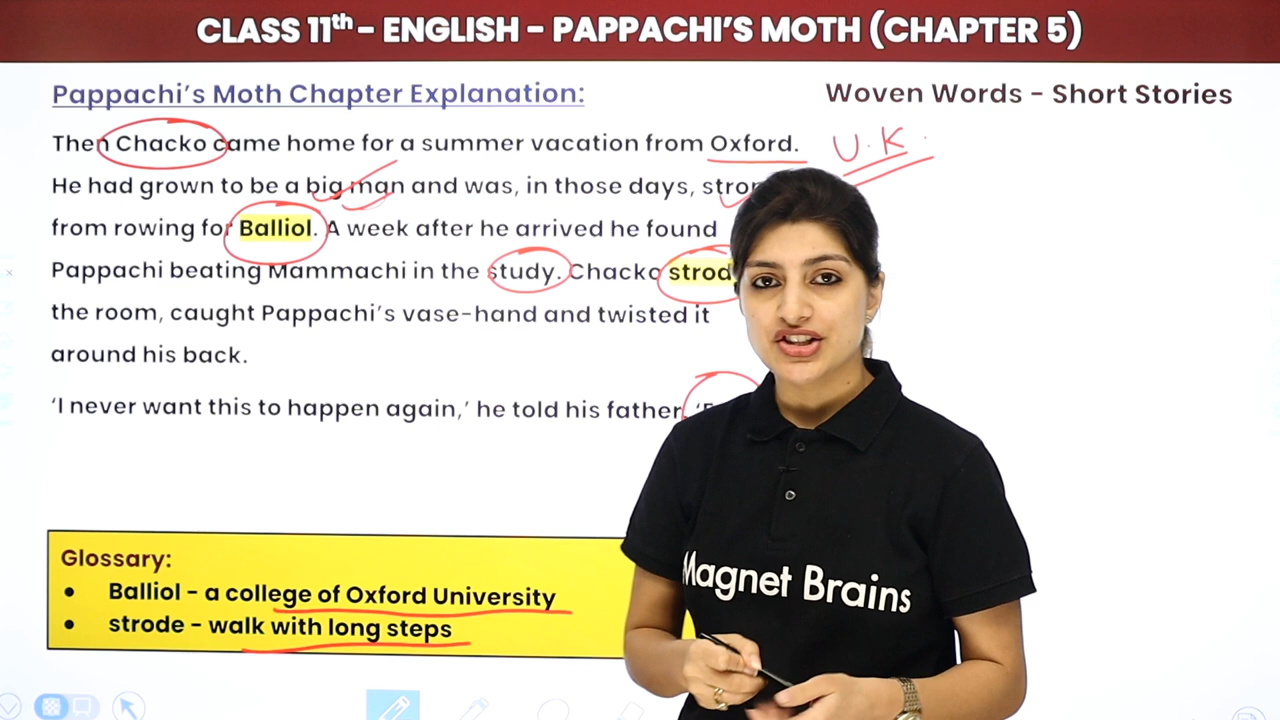 CLASS 11th - ENGLISH - PAPPACHI’S MOTH (CHAPTER 5)
Pappachi’s Moth Chapter Explanation:
Woven Words - Short Stories
Then Chacko came home for a summer vacation from Oxford.
U.K.
He had grown to be a big man and was, in those days,
from rowing for Balliol. A week after he arrived he found
Pappachi beating Mammachi in the study. Chacko
the room, caught Pappachi’s vase-hand and twisted it
around his back.
‘I never want this to happen again,’ he told his father.
Glossary:
• Balliol – a college of Oxford University
• strode – walk with long steps
Magnet Brains